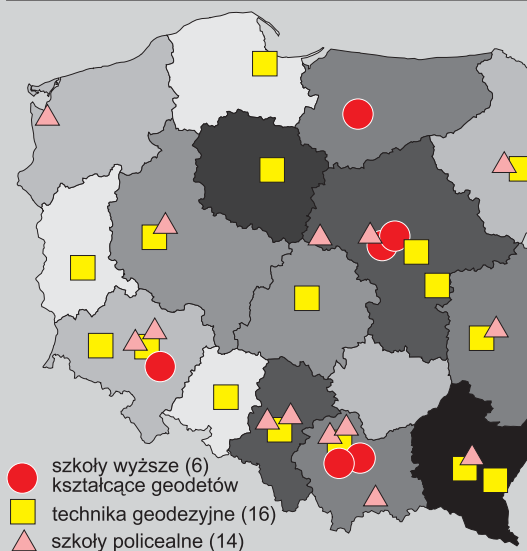 szkoły wyższe (6)
kształcące geodetów
technika geodezyjne (16)
szkoły policealne (14)